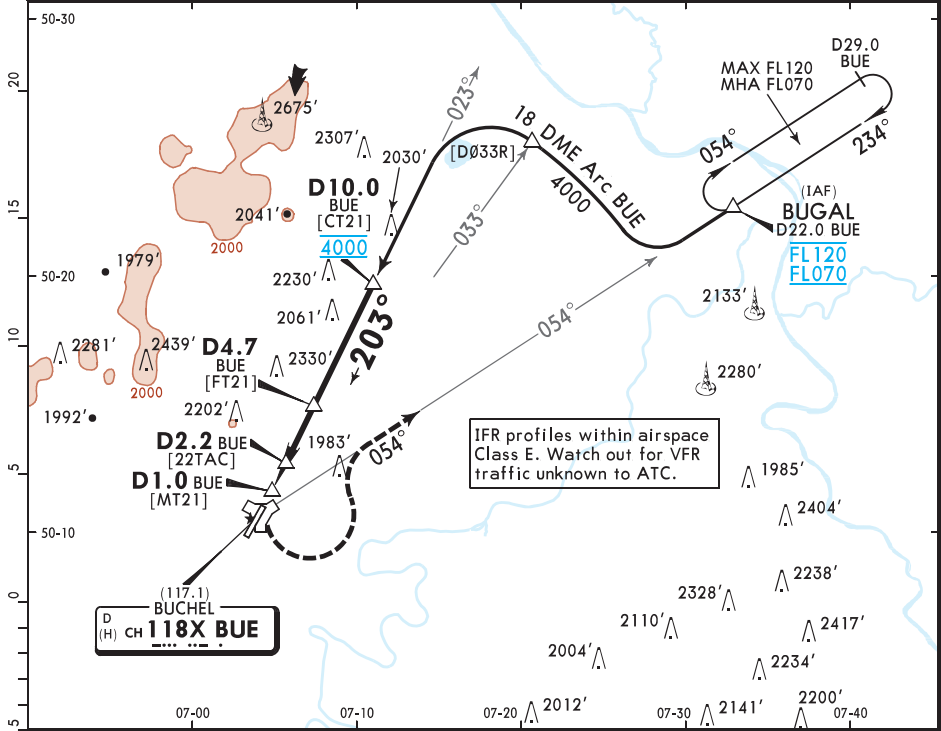 50-30
D29.0
BUE
MAX FL120
MHA FL070
20
2675'
023°
18 DME Arc BUE
4000
054°
234°
2307'
2030'
[DØ33R]
D10.0
BUE
[CT21]
4000
(IAF)
BUGAL
D22.0 BUE
FL120
FL070
15
2041'
2000
033°
1979'
50-20
2230'
2061'
203°
054°
2133'
10
2281'
2439'
2000
D4.7
BUE
[FT21]
2330'
2280'
1992'
2202'
D2.2 BUE
[22TAC]
1983'
054°
IFR profiles within airspace
Class E. Watch out for VFR
traffic unknown to ATC.
5
D1.0 BUE
[MT21]
1985'
2404'
50-10
2238'
0
(117.1)
BUCHEL
D
(H) CH 118X BUE
2328'
2110'
2417'
2004'
2234'
2012'
2141'
2200'
5
07-00
07-10
07-20
07-30
07-40